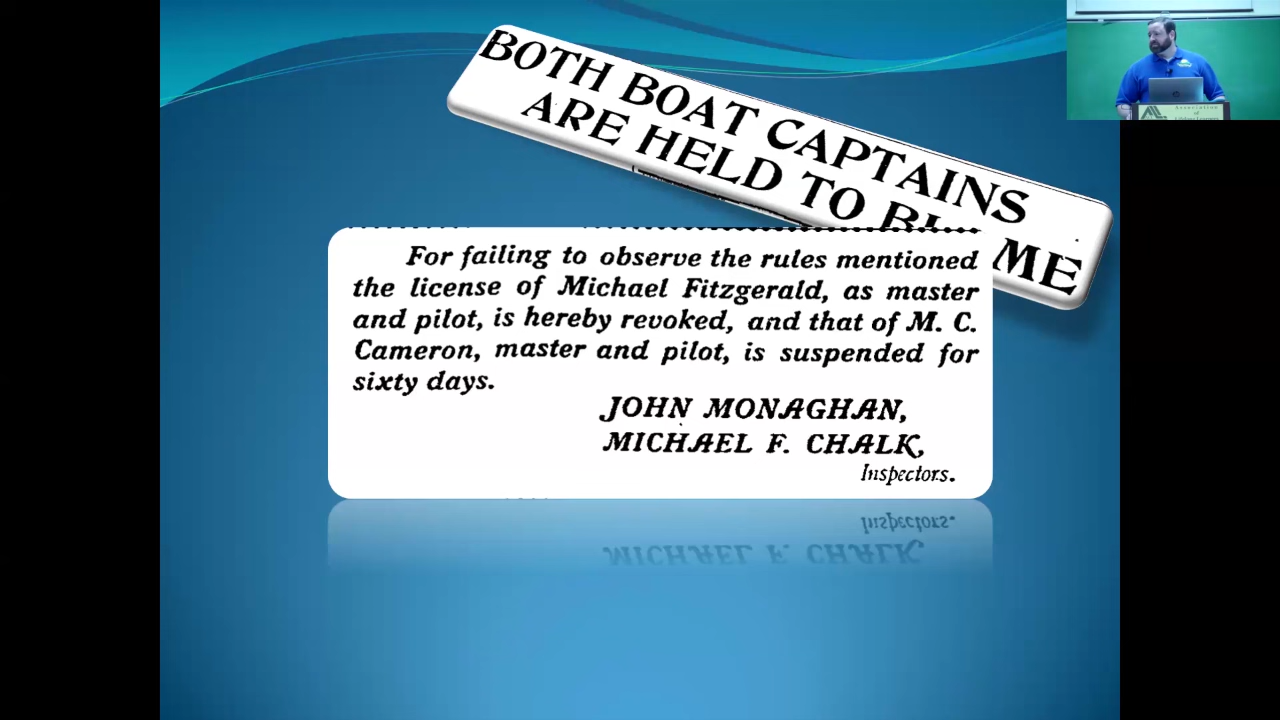 BOTH BOAT CAPTAINS
ARE HELD TO
For failing to observe the rules mentioned
the license of Michael Fitzgerald, as master
and pilot, is hereby revoked, and that of M. C.
Cameron, master and pilot, is suspended for
sixty days.
JOHN MONAGHAN,
MICHAEL F. CHALK,
Inspectors.
Association
of